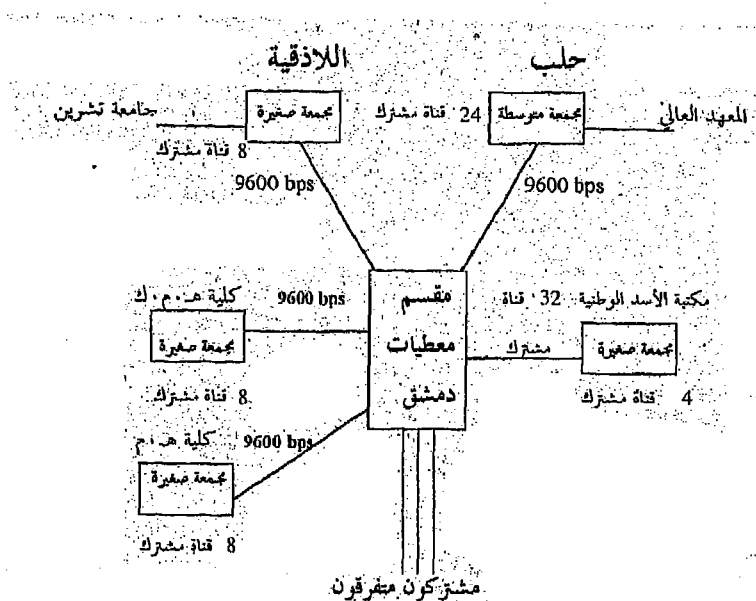 حلب
اللاذقية
المعهد العالي
مجمعة متوسطة
24 قناة مشترك
مجمعة صغيرة
جامعة تشرين
8 قناة مشترك
9600 bps
9600 bps
مكتبة الأسد الوطنية 32 قناة
مشترك
مجمعة صغيرة
4 قناة مشترك
مقسم
معطيات
دمشق
9600 bps
كلية هـ.م.ك
مجمعة صغيرة
8 قناة مشترك
9600 bps
كلية هـ.م
مجمعة صغيرة
8 قناة مشترك
مشتركون متفرقون